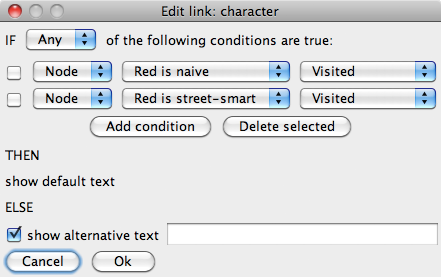 Edit link: character
IF Any of the following conditions are true:
Node Red is naive Visited
Node Red is street-smart Visited
Add condition Delete selected
THEN
show default text
ELSE
show alternative text
Cancel Ok